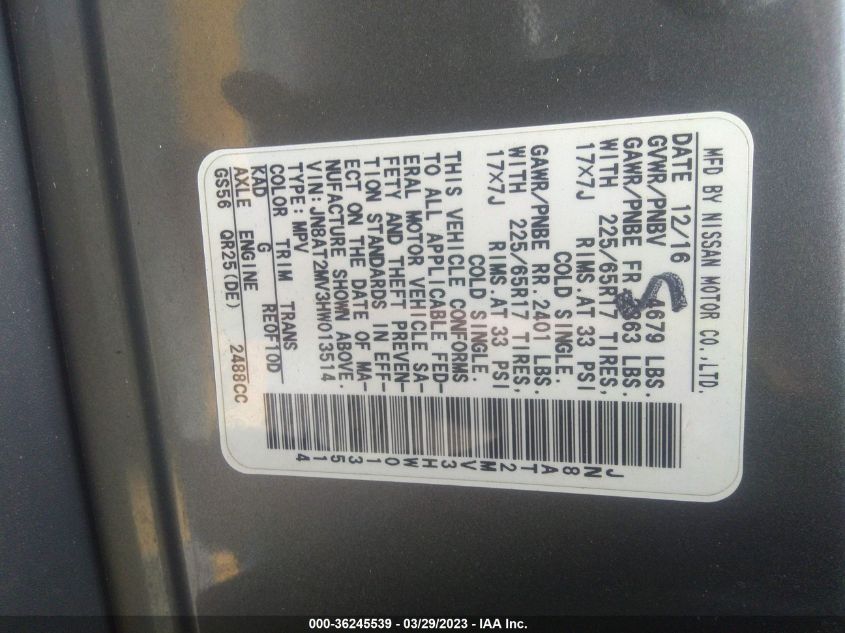 MFD BY NISSAN MOTOR CO.,LTD.
DATE 12/16
GVWR/PNBV 4679 LBS.
GAWR/PNBE FR 363 LBS.
WITH 225/65R17 TIRES,
17X7J RIMS AT 33 PSI
COLD SINGLE.
GAWR/PNBE RR 2401 LBS.
WITH 225/65R17 TIRES,
17X7J RIMS.AT 33 PSI
COLD SINGLE.
THIS VEHICLE CONFORMS
TO ALL APPLICABLE FED-
ERAL MOTOR VEHICLE SA-
FETY AND THEFT PREVEN-
TION STANDARDS IN EFF-
ECT ON THE DATE OF MA-
NUFACTURE SHOWN ABOVE.
VIN:JN8AT2MV3HW013514
TYPE:MPV
COLOR TRIM TRANS
KAD G RE0F10D
AXLE ENGINE
GS56 QR25(DE) 2488CC
JN8AT2MV3HW013514
000-36245539 - 03/29/2023 - IAA Inc.